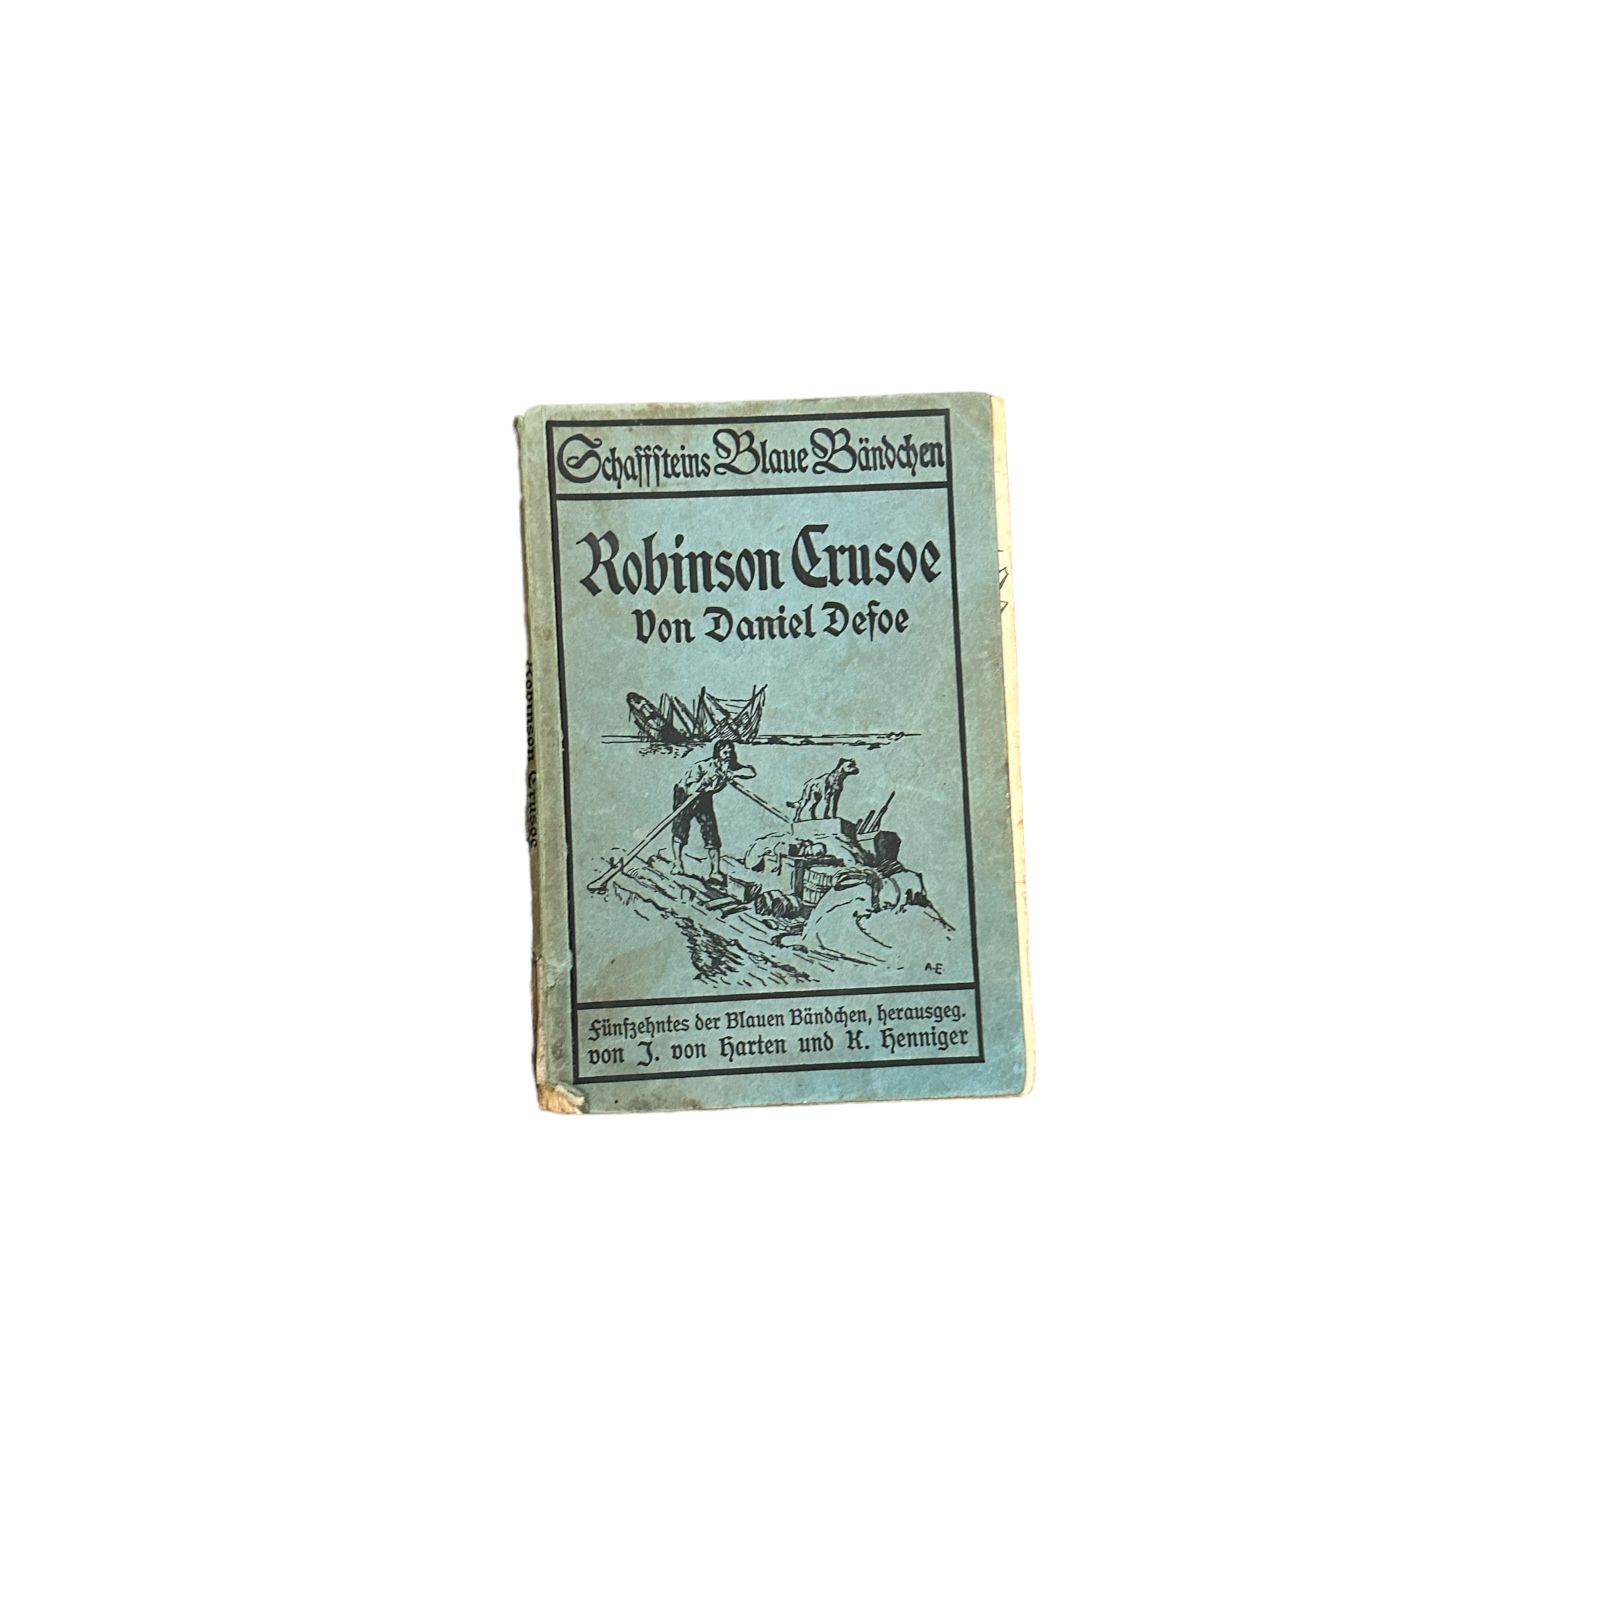 Schaffsteins Blaue Bändchen
Robinson Crusoe
Von Daniel Defoe
A.E.
Fünfzehntes der Blauen Bändchen, herausgeg.
von J. von Harten und K. Henniger
Robinson Crusoe